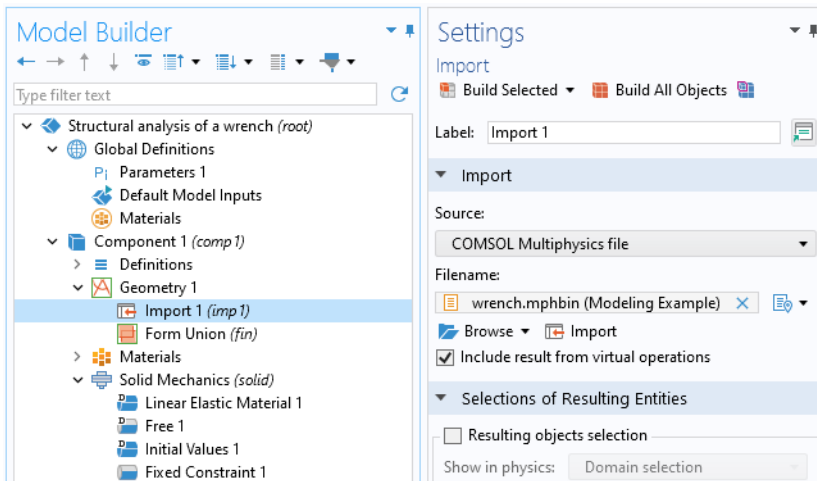 Model Builder
Type filter text
Structural analysis of a wrench (root)
Global Definitions
Pi Parameters 1
Default Model Inputs
Materials
Component 1 (comp1)
Definitions
Geometry 1
Import 1 (imp1)
Form Union (fin)
Materials
Solid Mechanics (solid)
D Linear Elastic Material 1
D Free 1
D Initial Values 1
Fixed Constraint 1
Settings
Import
Build Selected
Build All Objects
Label: Import 1
Import
Source:
COMSOL Multiphysics file
Filename:
wrench.mphbin (Modeling Example)
Browse
Import
Include result from virtual operations
Selections of Resulting Entities
Resulting objects selection
Show in physics: Domain selection